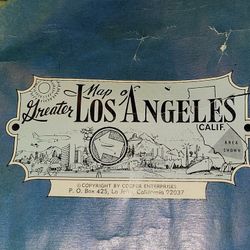 Map of
Greater LOS ANGELES
(CALIF.)
AREA
SHOWN
© COPYRIGHT BY COOPER ENTERPRISES
P. O. Box 425, La Jolla, California 92037